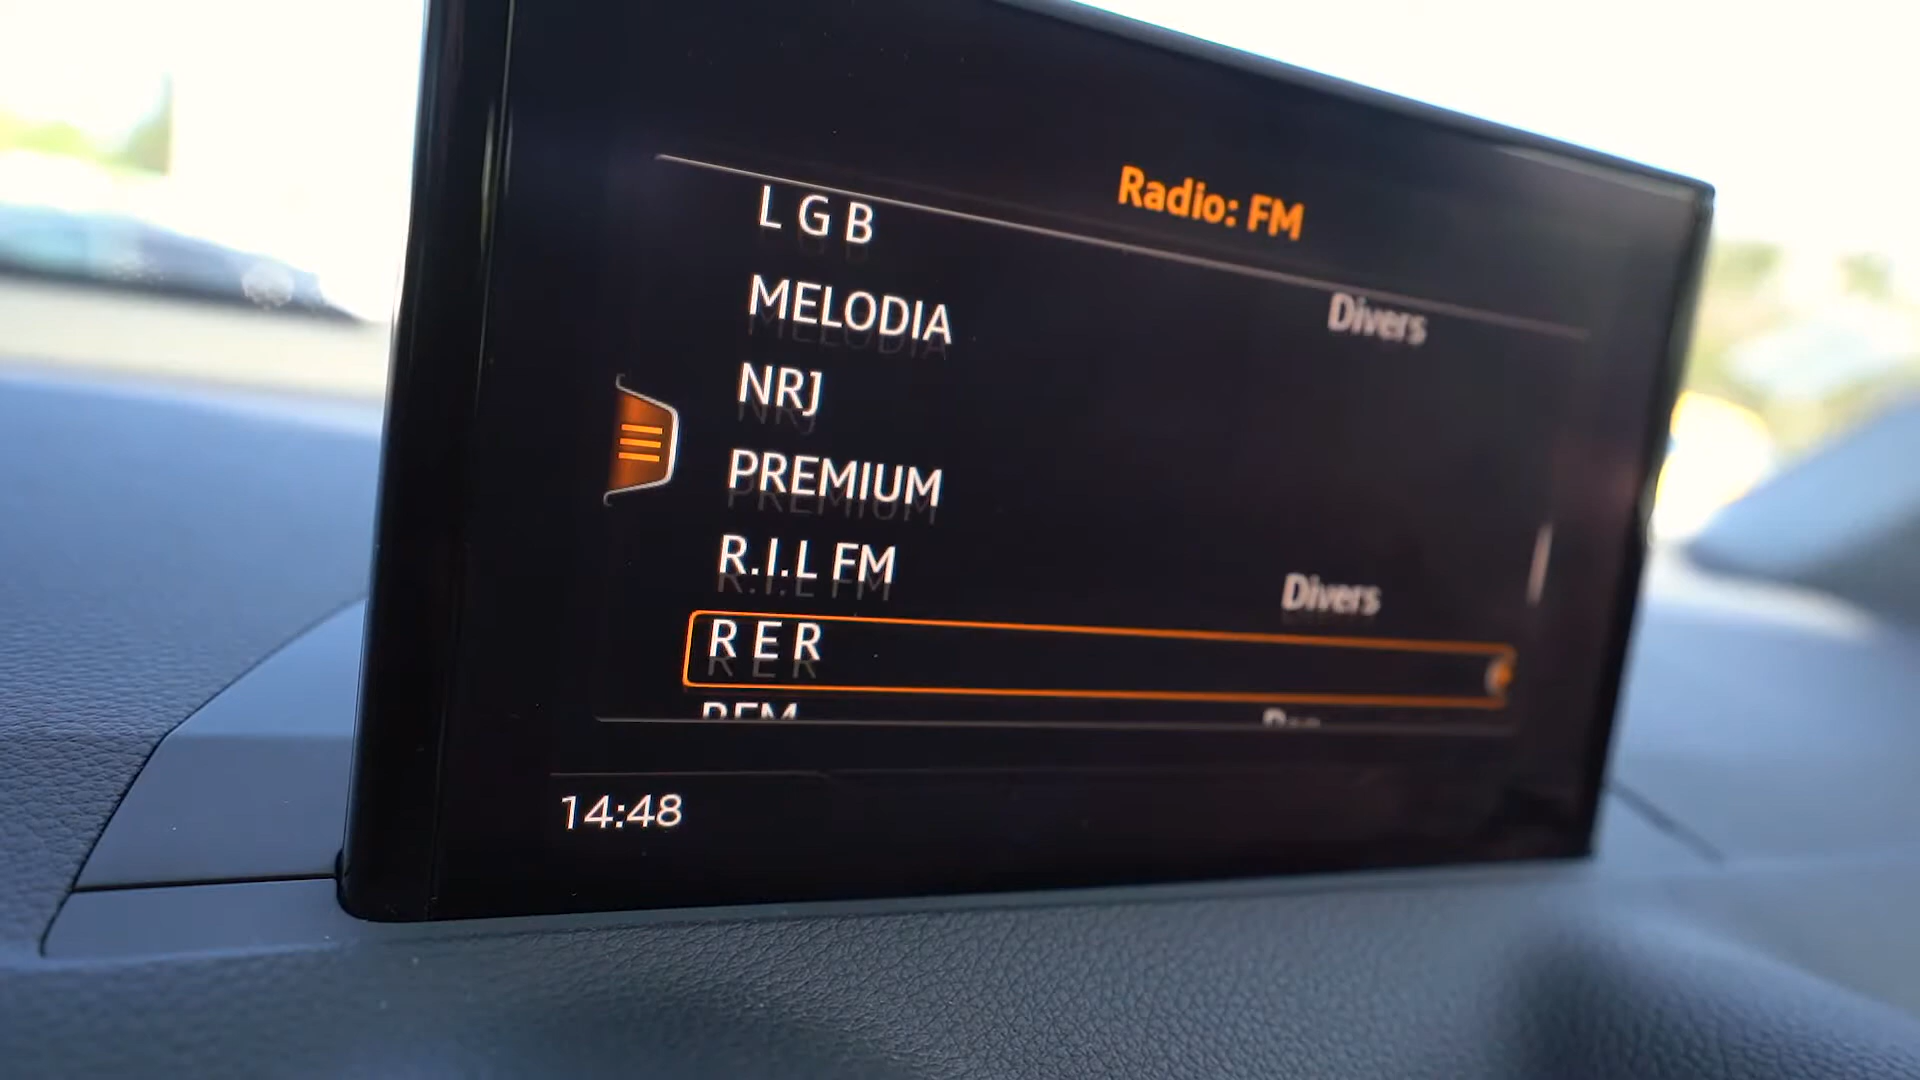 Radio: FM
L G B
MELODIA Divers
NRJ
PREMIUM
R.I.L FM Divers
R E R
14:48